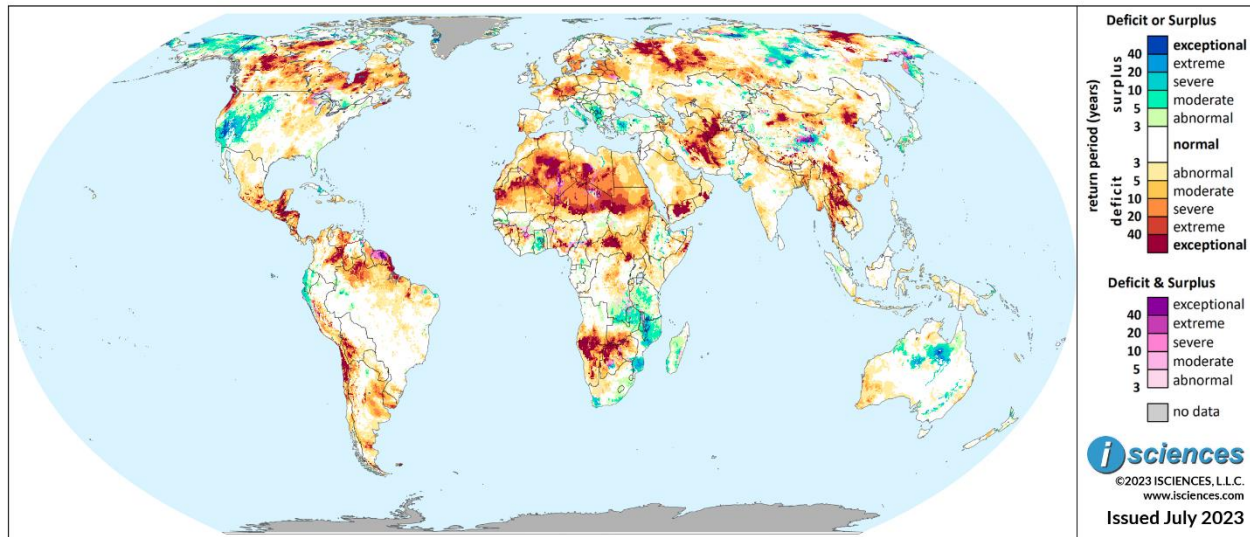 Deficit or Surplus
return period (years)
deficit
surplus
40 exceptional
20 extreme
10 severe
5 moderate
3 abnormal
normal
3 abnormal
5 moderate
10 severe
20 extreme
40 exceptional
Deficit & Surplus
40 exceptional
20 extreme
10 severe
5 moderate
3 abnormal
no data
i sciences
©2023 ISCIENCES, L.L.C.
www.isciences.com
Issued July 2023